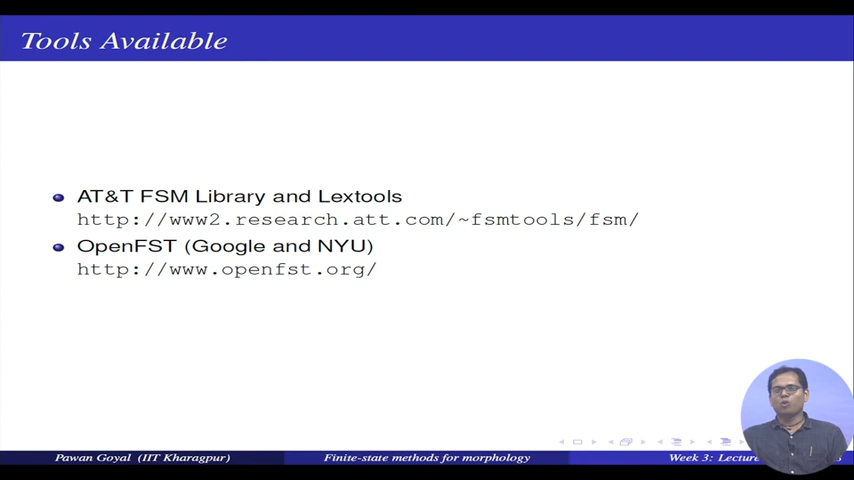 Tools Available
AT&T FSM Library and Lextools
http://www2.research.att.com/~fsmtools/fsm/
OpenFST (Google and NYU)
http://www.openfst.org/
Pawan Goyal (IIT Kharagpur)
Finite-state methods for morphology
Week 3: Lecture